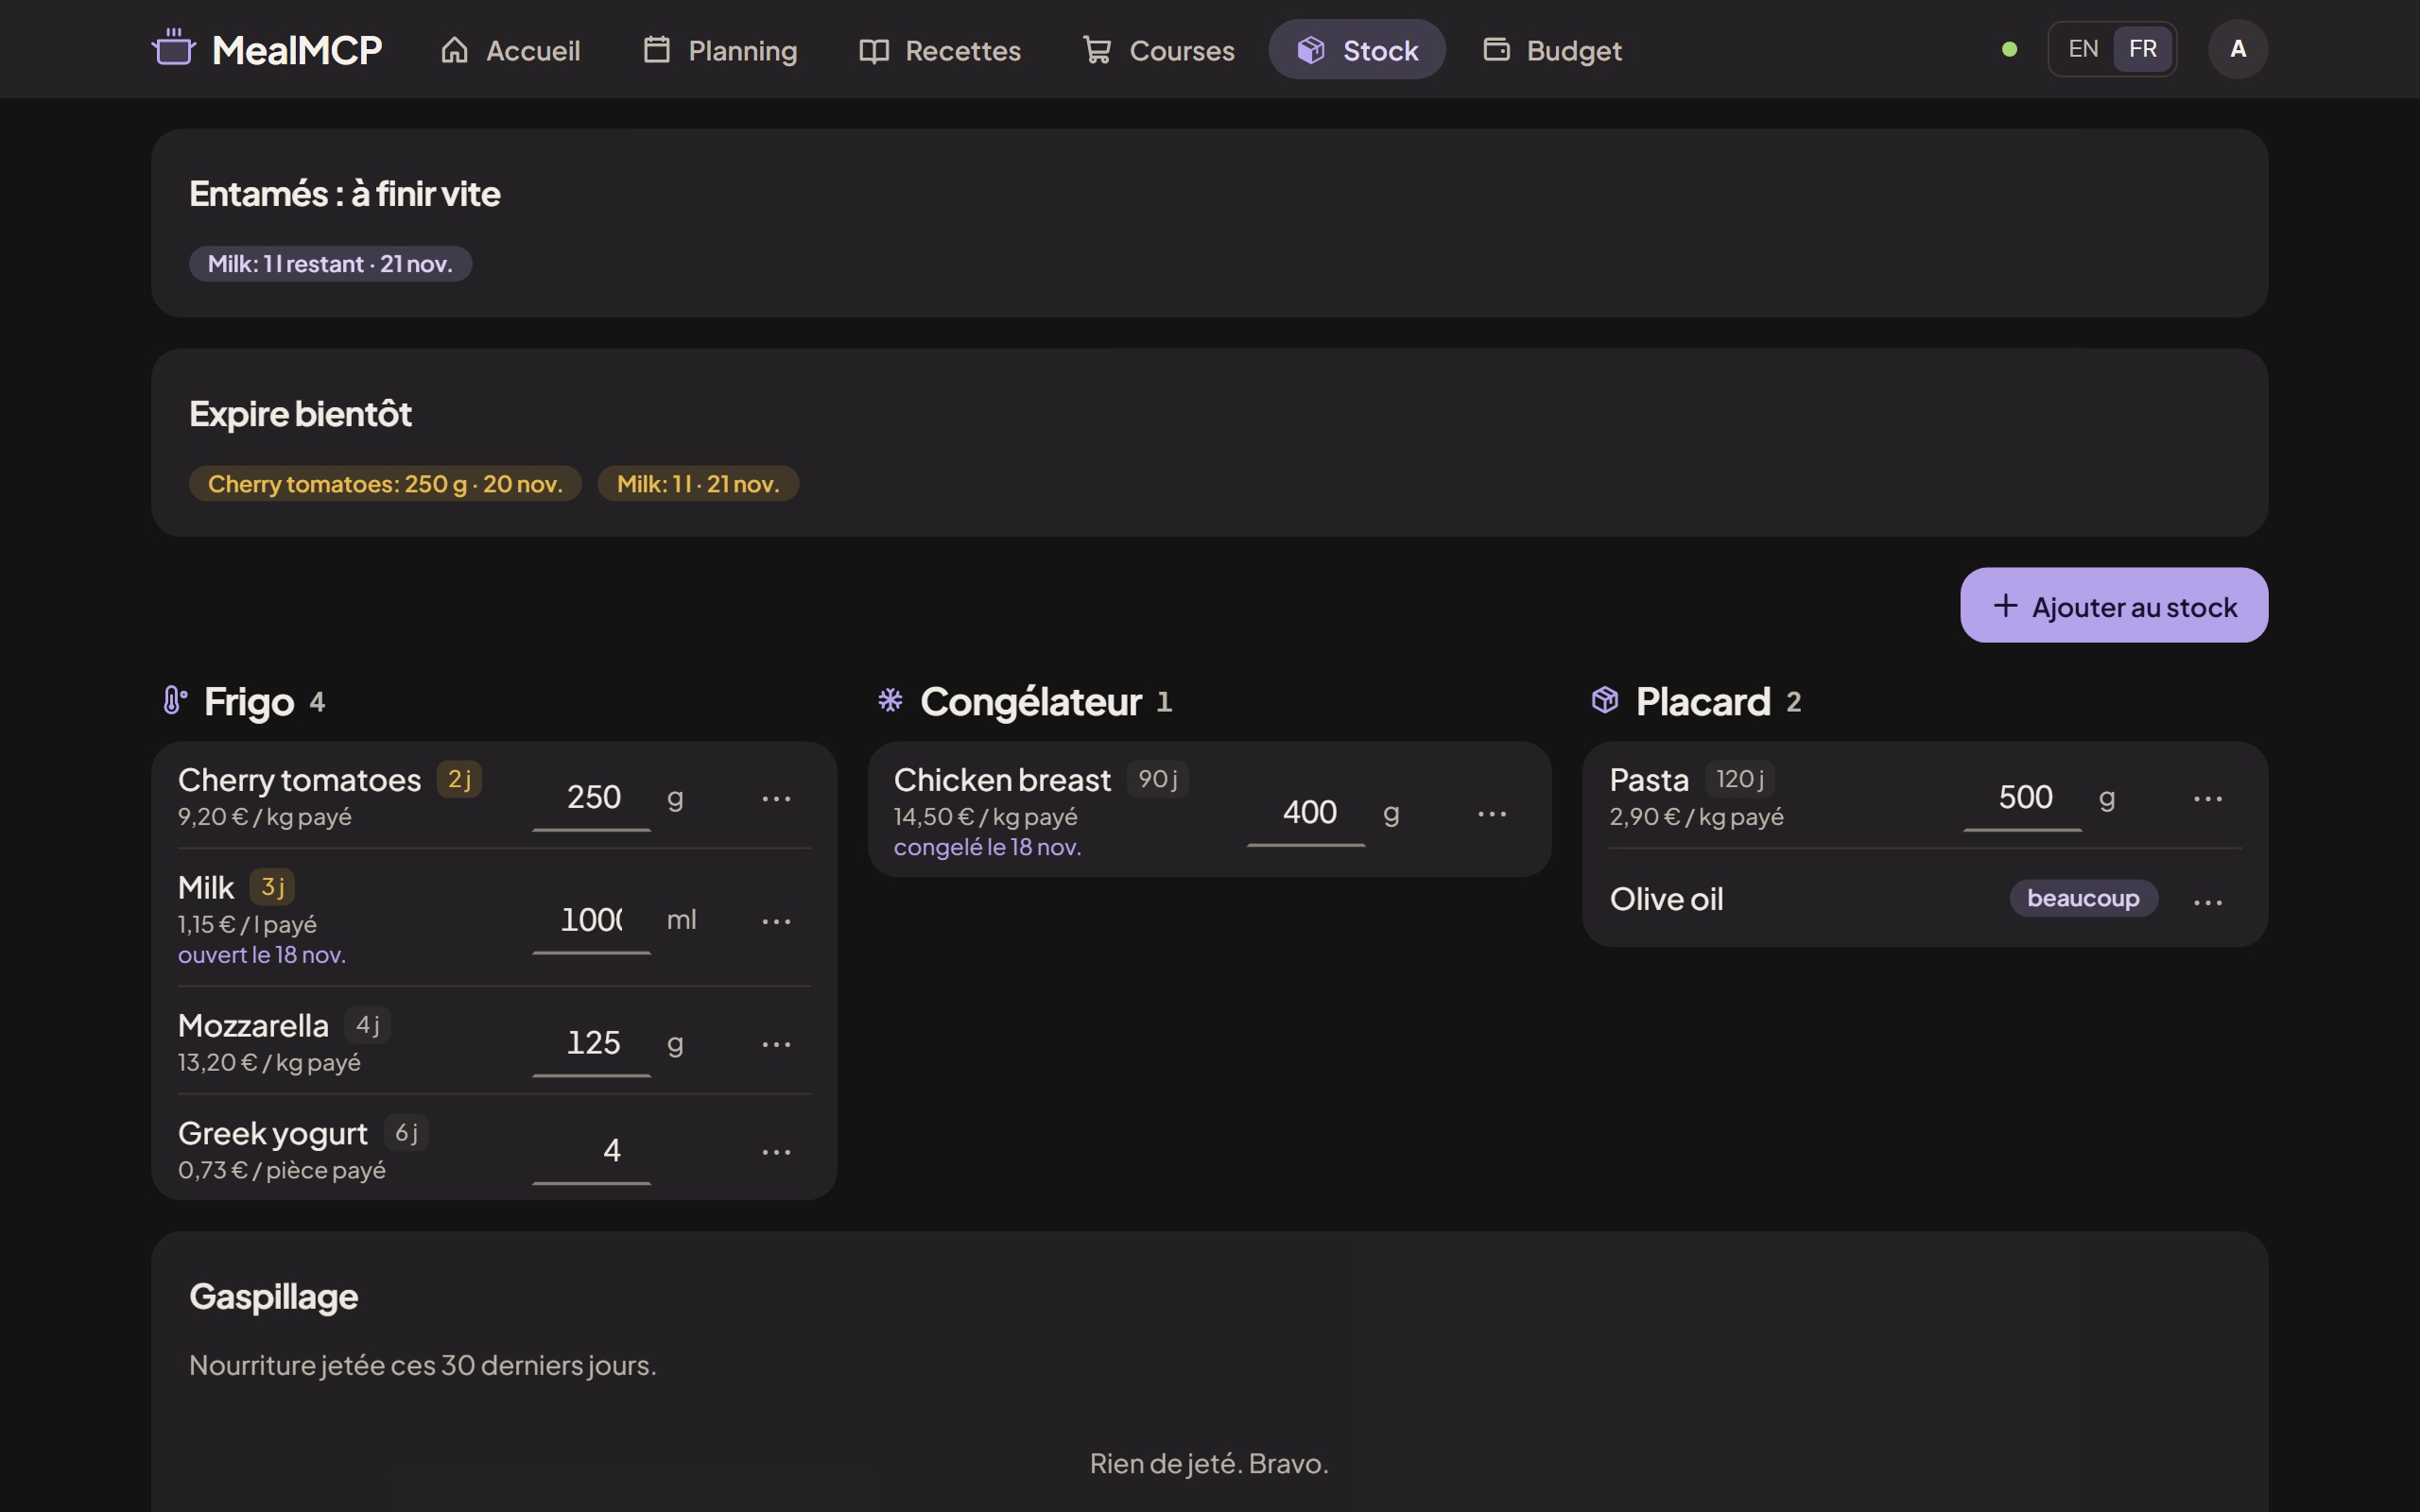 MealMCP
Accueil
Planning
Recettes
Courses
Stock
Budget
EN
FR
A
Entamés : à finir vite
Milk: 1 l restant · 21 nov.
Expire bientôt
Cherry tomatoes: 250 g · 20 nov.
Milk: 1 l · 21 nov.
+ Ajouter au stock
Frigo 4
Cherry tomatoes 2 j
9,20 € / kg payé
250 g
Milk 3 j
1,15 € / l payé
ouvert le 18 nov.
1000 ml
Mozzarella 4 j
13,20 € / kg payé
125 g
Greek yogurt 6 j
0,73 € / pièce payé
4
Congélateur 1
Chicken breast 90 j
14,50 € / kg payé
congelé le 18 nov.
400 g
Placard 2
Pasta 120 j
2,90 € / kg payé
500 g
Olive oil
beaucoup
Gaspillage
Nourriture jetée ces 30 derniers jours.
Rien de jeté. Bravo.